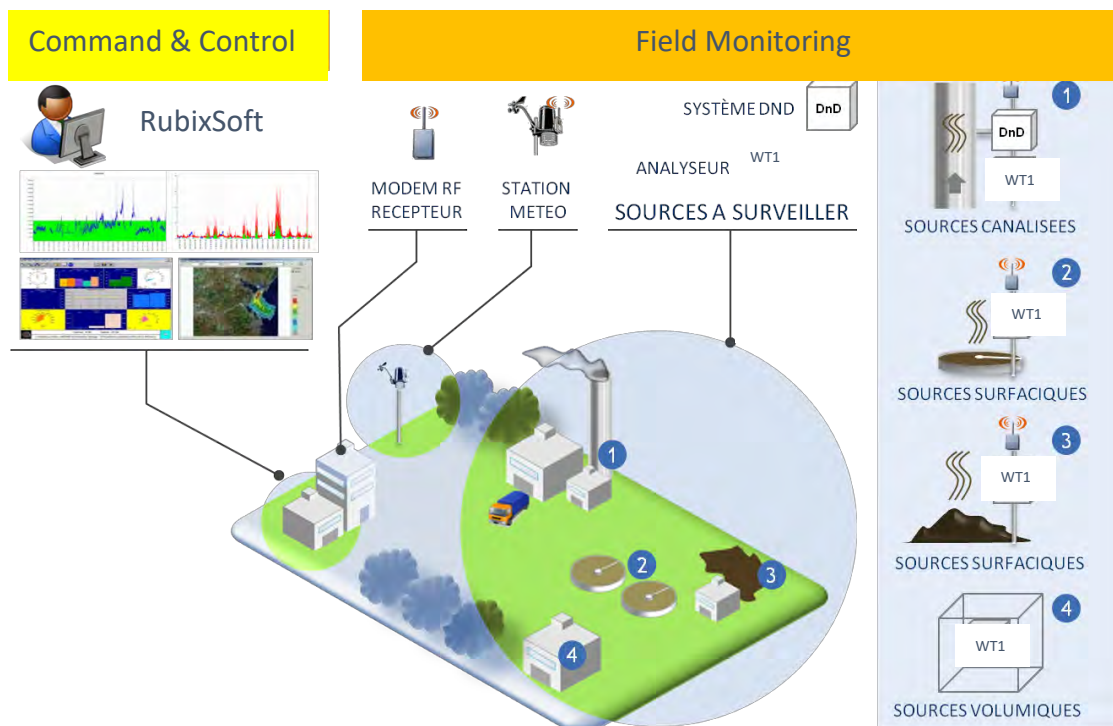 Command & Control
Field Monitoring
RubixSoft
MODEM RF
RECEPTEUR
STATION
METEO
SYSTÈME DND
DnD
ANALYSEUR
WT1
SOURCES A SURVEILLER
1
2
3
4
1
DnD
WT1
SOURCES CANALISEES
2
WT1
SOURCES SURFACIQUES
3
WT1
SOURCES SURFACIQUES
4
WT1
SOURCES VOLUMIQUES